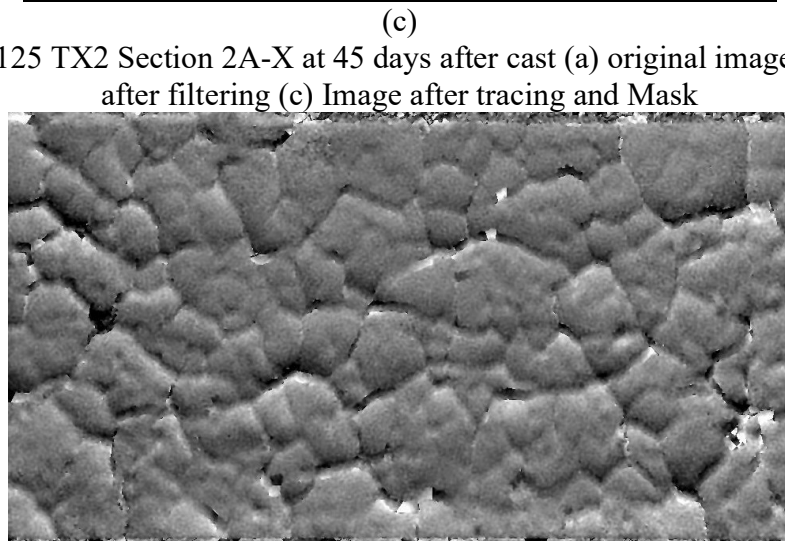 (c)
125 TX2 Section 2A-X at 45 days after cast (a) original image
after filtering (c) Image after tracing and Mask